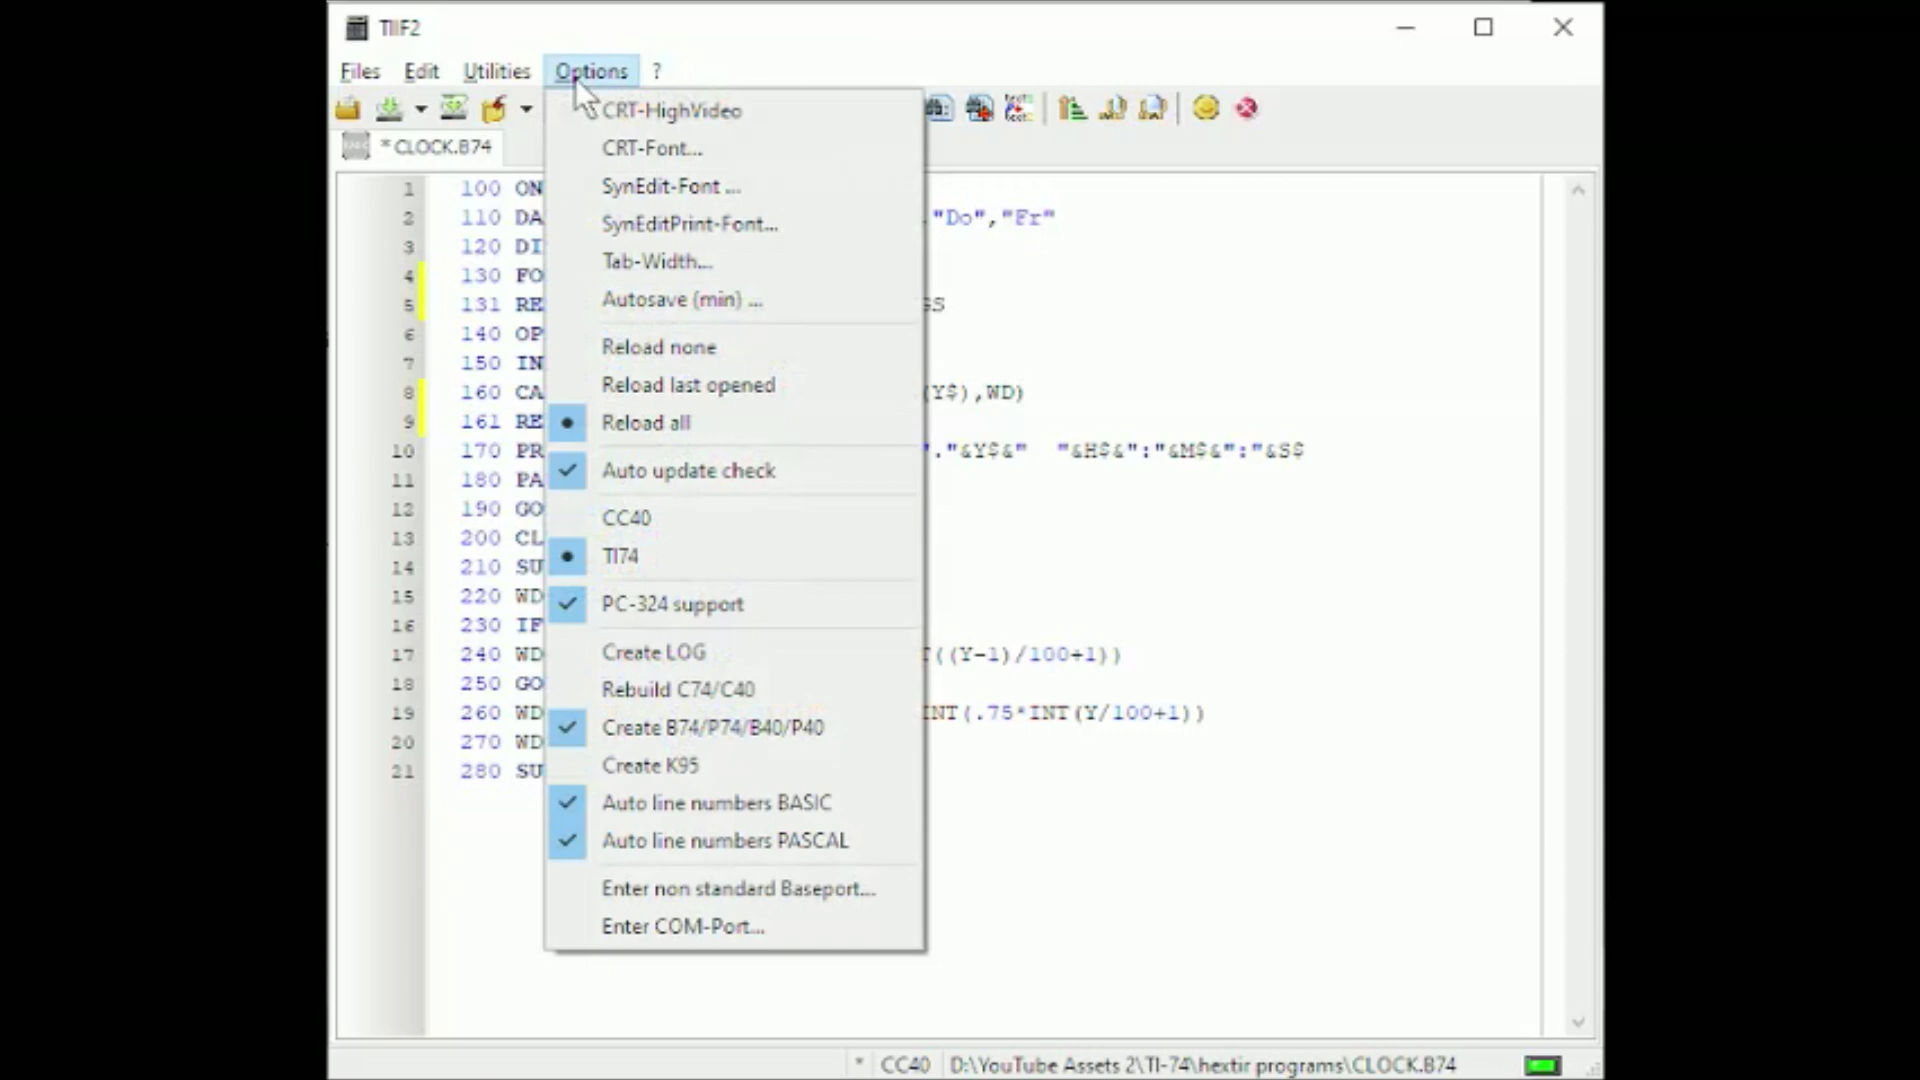 TIIF2
Files Edit Utilities Options ?
* CLOCK.B74
CRT-HighVideo
CRT-Font...
SynEdit-Font ...
SynEditPrint-Font...
Tab-Width...
Autosave (min) ...
Reload none
Reload last opened
Reload all
Auto update check
CC40
TI74
PC-324 support
Create LOG
Rebuild C74/C40
Create B74/P74/B40/P40
Create K95
Auto line numbers BASIC
Auto line numbers PASCAL
Enter non standard Baseport...
Enter COM-Port...
1 100 ON
2 110 DA ,"Do","Fr"
3 120 DI
4 130 FO
5 131 RE SS
6 140 OP
7 150 IN
8 160 CA (Y$),WD)
9 161 RE
10 170 PR "."&Y$&" "&H$&":"&M$&":"&S$
11 180 PA
12 190 GO
13 200 CL
14 210 SU
15 220 WD
16 230 IF
17 240 WD T((Y-1)/100+1))
18 250 GO
19 260 WD INT(.75*INT(Y/100+1))
20 270 WD
21 280 SU
* CC40 D:\YouTube Assets 2\TI-74\hextir programs\CLOCK.B74